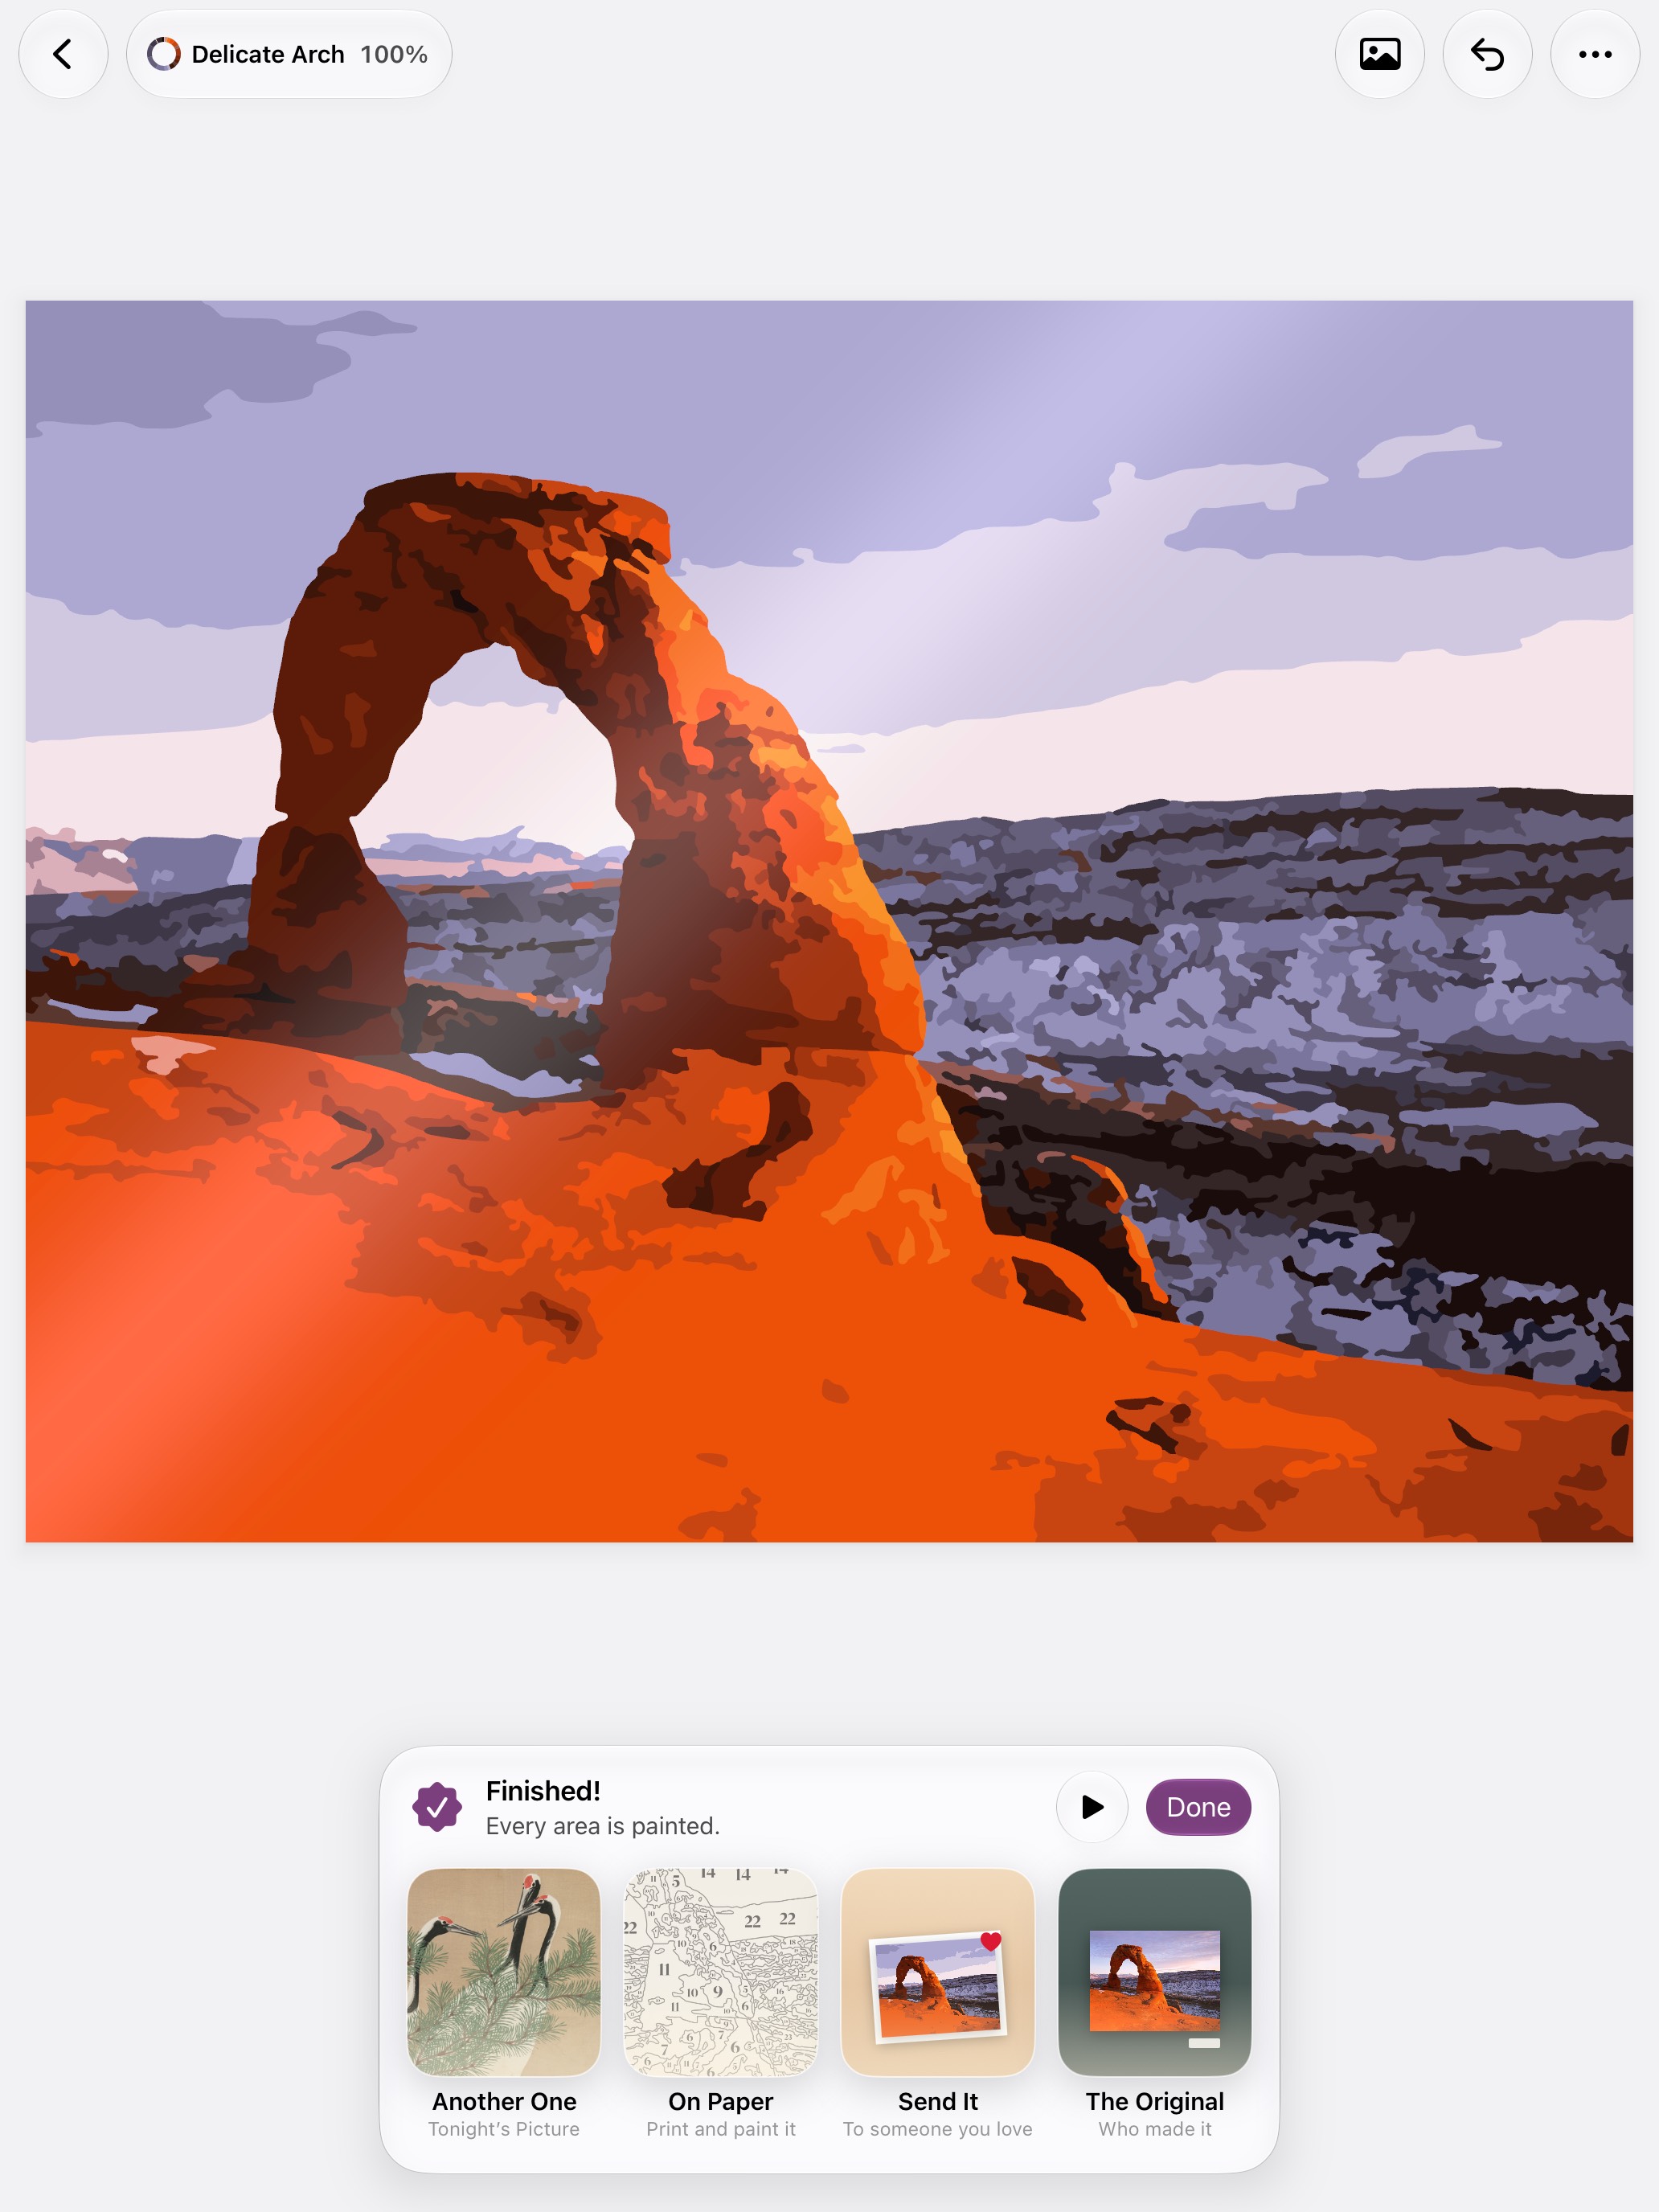 Delicate Arch 100%
Finished!
Every area is painted.
Done
Another One
Tonight's Picture
On Paper
Print and paint it
Send It
To someone you love
The Original
Who made it